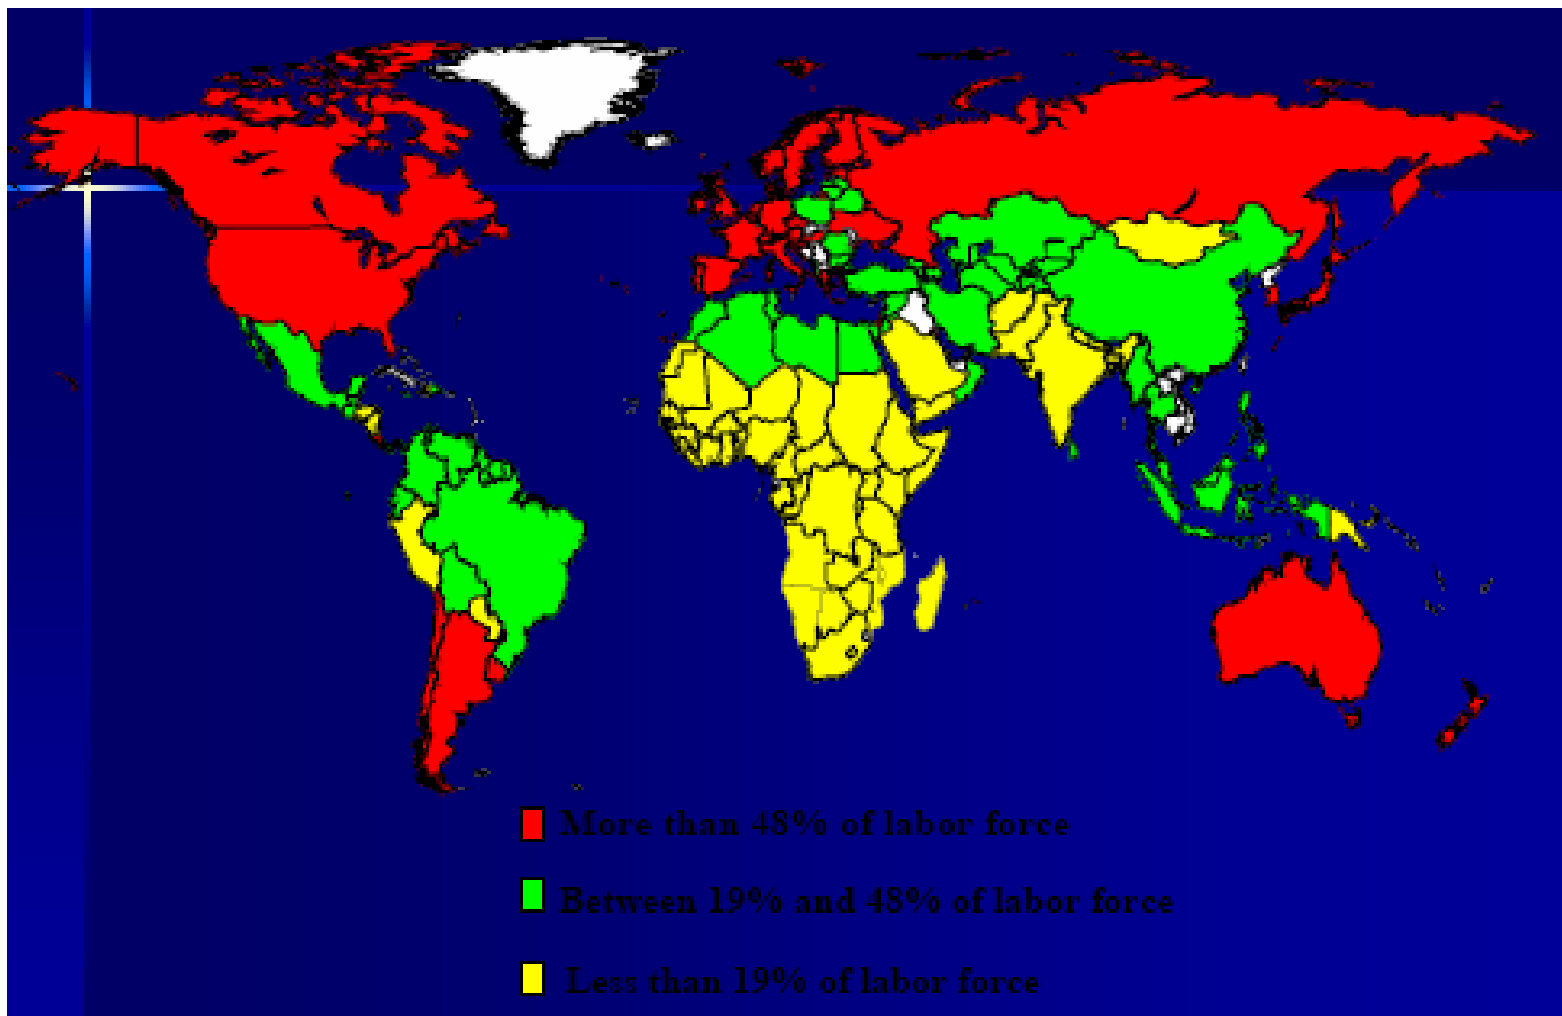 More than 48% of labor force
Between 19% and 48% of labor force
Less than 19% of labor force